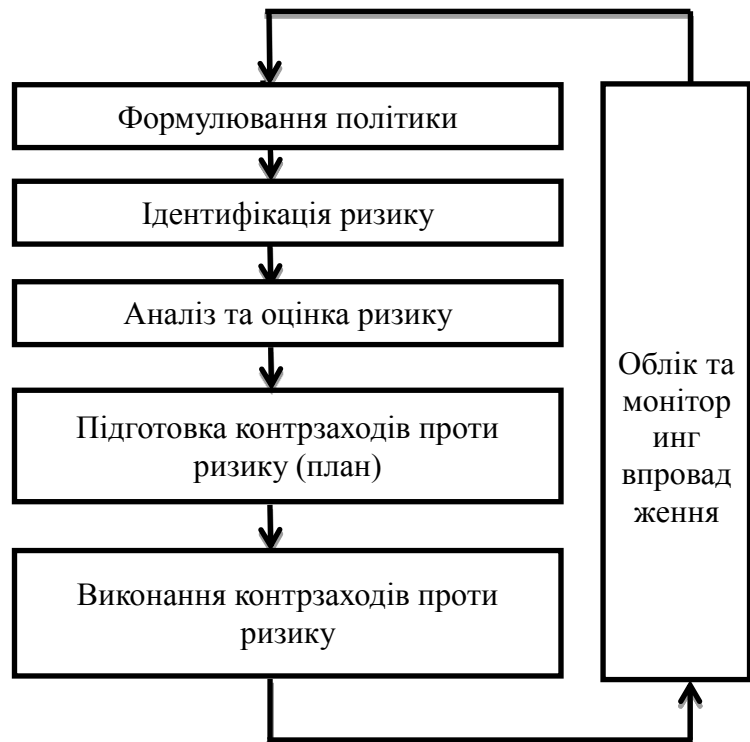 Формулювання політики
Ідентифікація ризику
Аналіз та оцінка ризику
Підготовка контрзаходів проти
ризику (план)
Виконання контрзаходів проти
ризику
Облік та
монітор
инг
впровад
ження